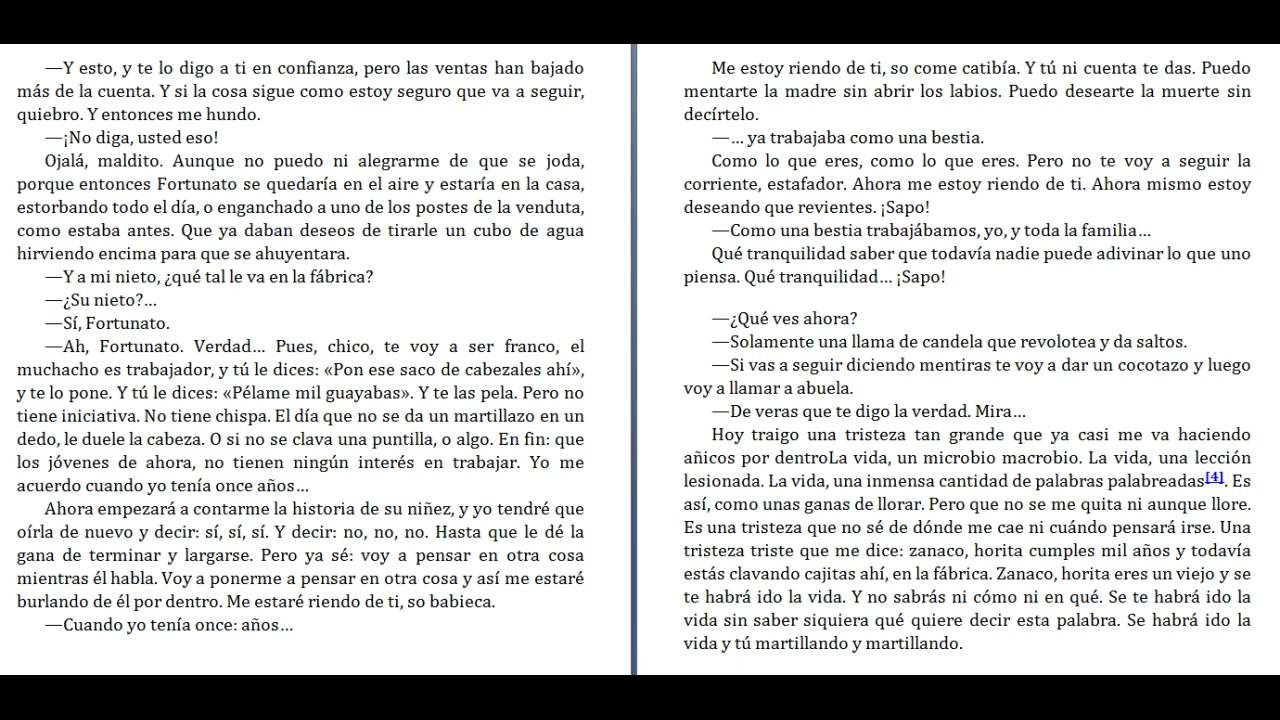 —Y esto, y te lo digo a ti en confianza, pero las ventas han bajado
más de la cuenta. Y si la cosa sigue como estoy seguro que va a seguir,
quiebro. Y entonces me hundo.
—¡No diga, usted eso!
Ojalá, maldito. Aunque no puedo ni alegrarme de que se joda,
porque entonces Fortunato se quedaría en el aire y estaría en la casa,
estorbando todo el día, o enganchado a uno de los postes de la venduta,
como estaba antes. Que ya daban deseos de tirarle un cubo de agua
hirviendo encima para que se ahuyentara.
—Y a mi nieto, ¿qué tal le va en la fábrica?
—¿Su nieto?...
—Sí, Fortunato.
—Ah, Fortunato. Verdad... Pues, chico, te voy a ser franco, el
muchacho es trabajador, y tú le dices: «Pon ese saco de cabezales ahí»,
y te lo pone. Y tú le dices: «Pélame mil guayabas». Y te las pela. Pero no
tiene iniciativa. No tiene chispa. El día que no se da un martillazo en un
dedo, le duele la cabeza. O si no se clava una puntilla, o algo. En fin: que
los jóvenes de ahora, no tienen ningún interés en trabajar. Yo me
acuerdo cuando yo tenía once años...
Ahora empezará a contarme la historia de su niñez, y yo tendré que
oírla de nuevo y decir: sí, sí, sí. Y decir: no, no, no. Hasta que le dé la
gana de terminar y largarse. Pero ya sé: voy a pensar en otra cosa
mientras él habla. Voy a ponerme a pensar en otra cosa y así me estaré
burlando de él por dentro. Me estaré riendo de ti, so babieca.
—Cuando yo tenía once: años...
Me estoy riendo de ti, so come catibía. Y tú ni cuenta te das. Puedo
mentarte la madre sin abrir los labios. Puedo desearte la muerte sin
decírtelo.
—... ya trabajaba como una bestia.
Como lo que eres, como lo que eres. Pero no te voy a seguir la
corriente, estafador. Ahora me estoy riendo de ti. Ahora mismo estoy
deseando que revientes. ¡Sapo!
—Como una bestia trabajábamos, yo, y toda la familia...
Qué tranquilidad saber que todavía nadie puede adivinar lo que uno
piensa. Qué tranquilidad... ¡Sapo!
—¿Qué ves ahora?
—Solamente una llama de candela que revolotea y da saltos.
—Si vas a seguir diciendo mentiras te voy a dar un cocotazo y luego
voy a llamar a abuela.
—De veras que te digo la verdad. Mira...
Hoy traigo una tristeza tan grande que ya casi me va haciendo
añicos por dentroLa vida, un microbio macrobio. La vida, una lección
lesionada. La vida, una inmensa cantidad de palabras palabreadas[4]. Es
así, como unas ganas de llorar. Pero que no se me quita ni aunque llore.
Es una tristeza que no sé de dónde me cae ni cuándo pensará irse. Una
tristeza triste que me dice: zanaco, horita cumples mil años y todavía
estás clavando cajitas ahí, en la fábrica. Zanaco, horita eres un viejo y se
te habrá ido la vida. Y no sabrás ni cómo ni en qué. Se te habrá ido la
vida sin saber siquiera qué quiere decir esta palabra. Se habrá ido la
vida y tú martillando y martillando.